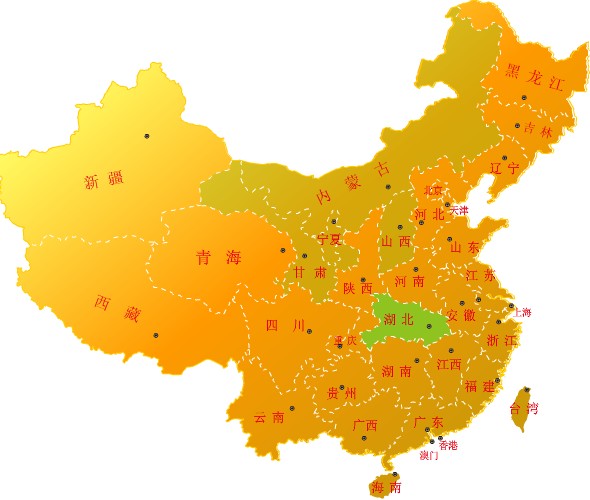 黑龙江
吉林
辽宁
内蒙古
新疆
北京
天津
河北
宁夏
山西
山东
青海
甘肃
陕西
河南
江苏
西藏
四川
重庆
湖北
安徽
上海
浙江
湖南
江西
贵州
福建
云南
广西
广东
台湾
香港
澳门
海南